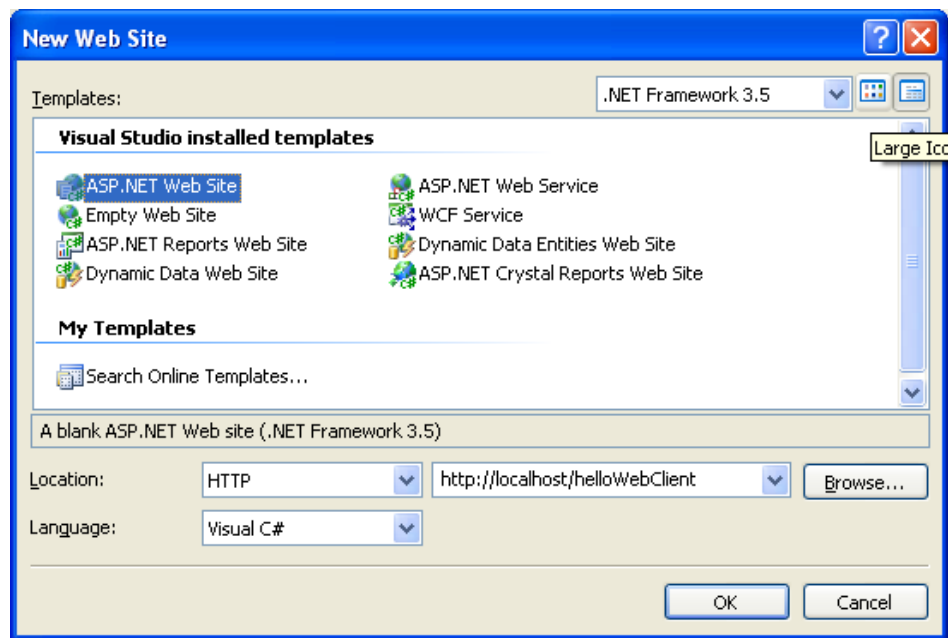 New Web Site
Templates:
.NET Framework 3.5
Visual Studio installed templates
Large
ASP.NET Web Site
ASP.NET Web Service
Empty Web Site
WCF Service
ASP.NET Reports Web Site
Dynamic Data Entities Web Site
Dynamic Data Web Site
ASP.NET Crystal Reports Web Site
My Templates
Search Online Templates...
A blank ASP.NET Web site (.NET Framework 3.5)
Location:
HTTP
http://localhost/helloWebClient
Browse...
Language:
Visual C#
OK
Cancel